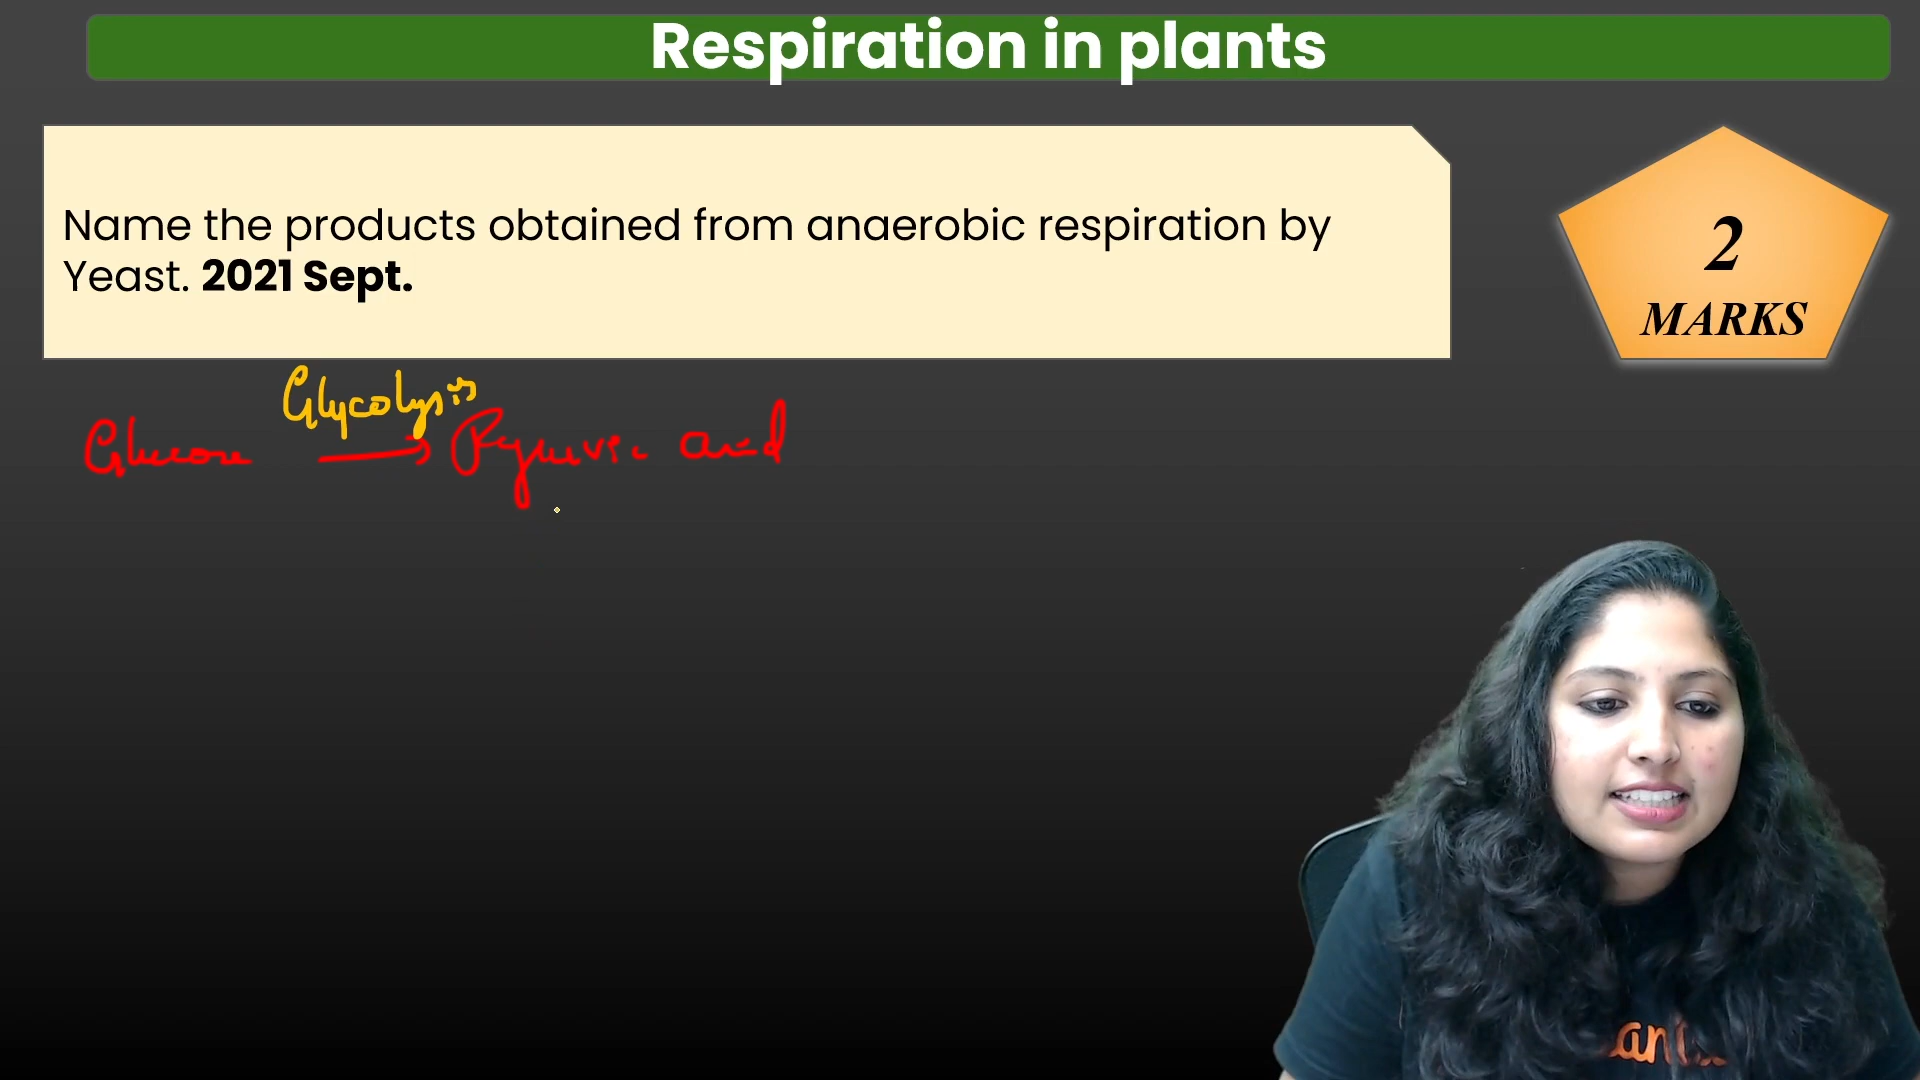 Respiration in plants
Name the products obtained from anaerobic respiration by
Yeast. 2021 Sept.
2
MARKS
Glycolysis
Glucose → Pyruvic acid